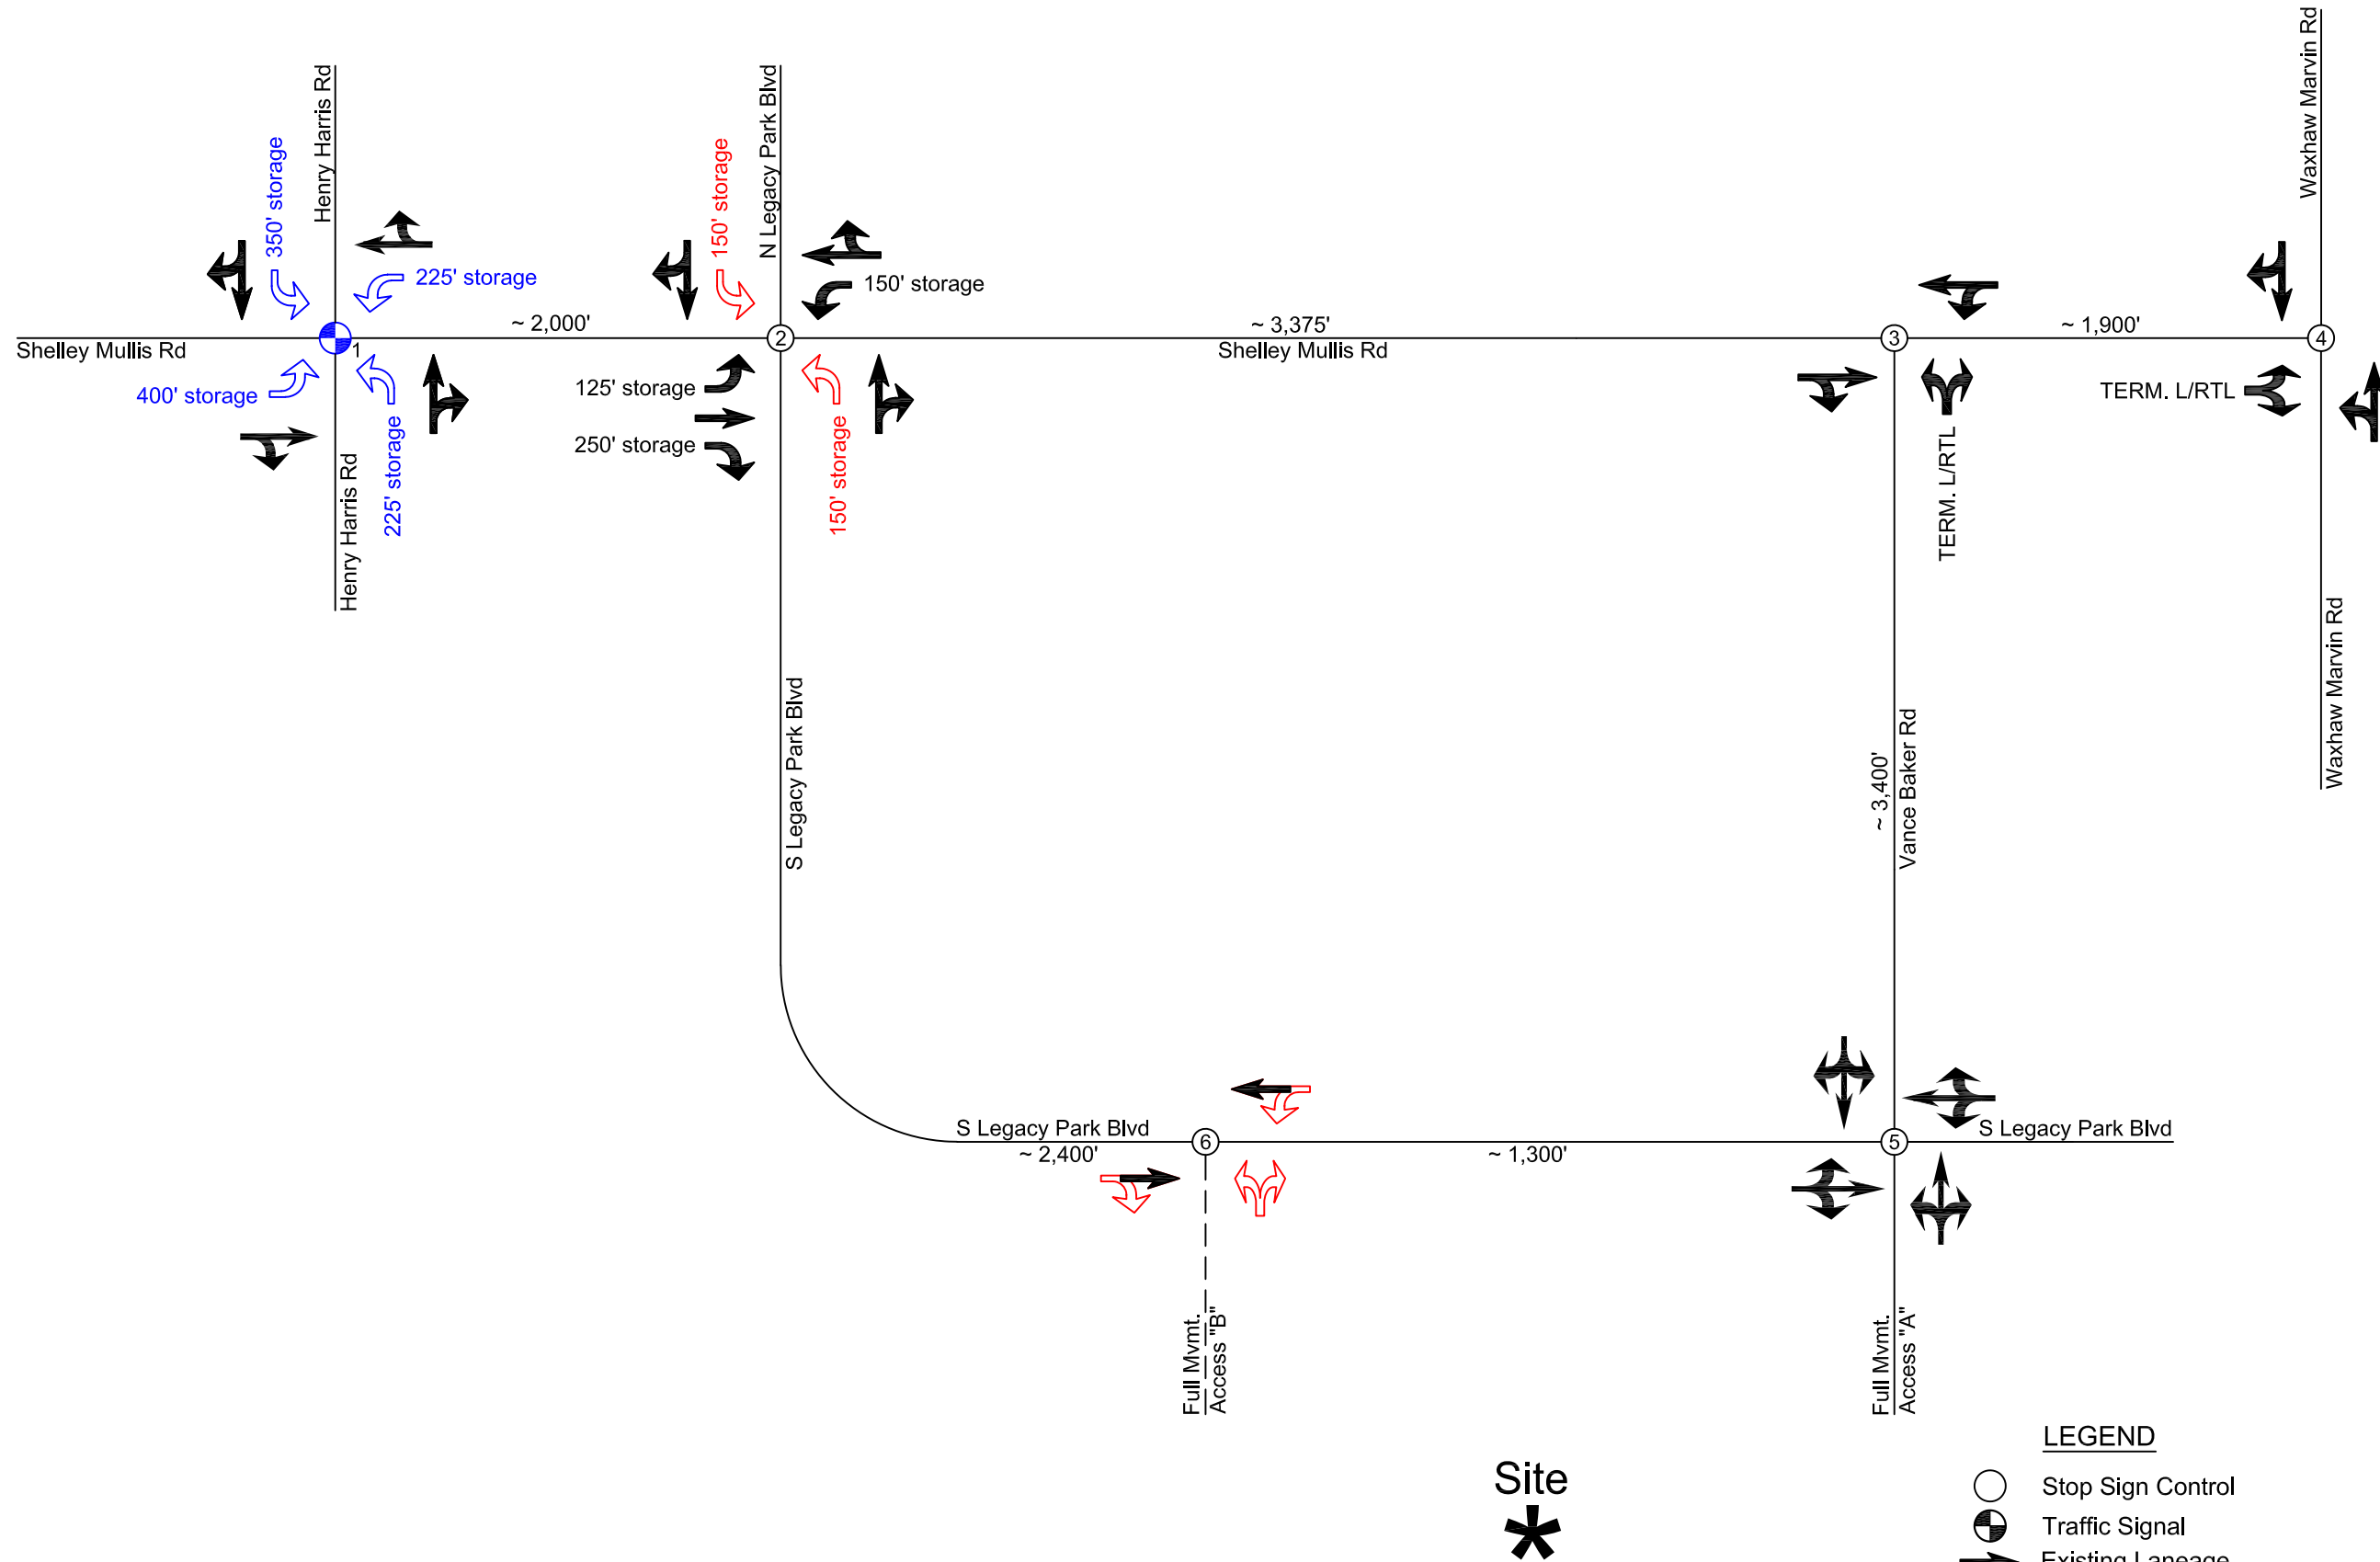 Henry Harris Rd
350' storage
225' storage
N Legacy Park Blvd
150' storage
150' storage
Waxhaw Marvin Rd
Shelley Mullis Rd
1
~ 2,000'
2
~ 3,375'
Shelley Mullis Rd
3
~ 1,900'
4
400' storage
225' storage
Henry Harris Rd
125' storage
250' storage
150' storage
TERM. L/RTL
TERM. L/RTL
Waxhaw Marvin Rd
S Legacy Park Blvd
~ 3,400'
Vance Baker Rd
S Legacy Park Blvd
~ 2,400'
6
~ 1,300'
5
S Legacy Park Blvd
Full Mvmt.
Access "B"
Full Mvmt.
Access "A"
Site
LEGEND
Stop Sign Control
Traffic Signal
Existing Laneage